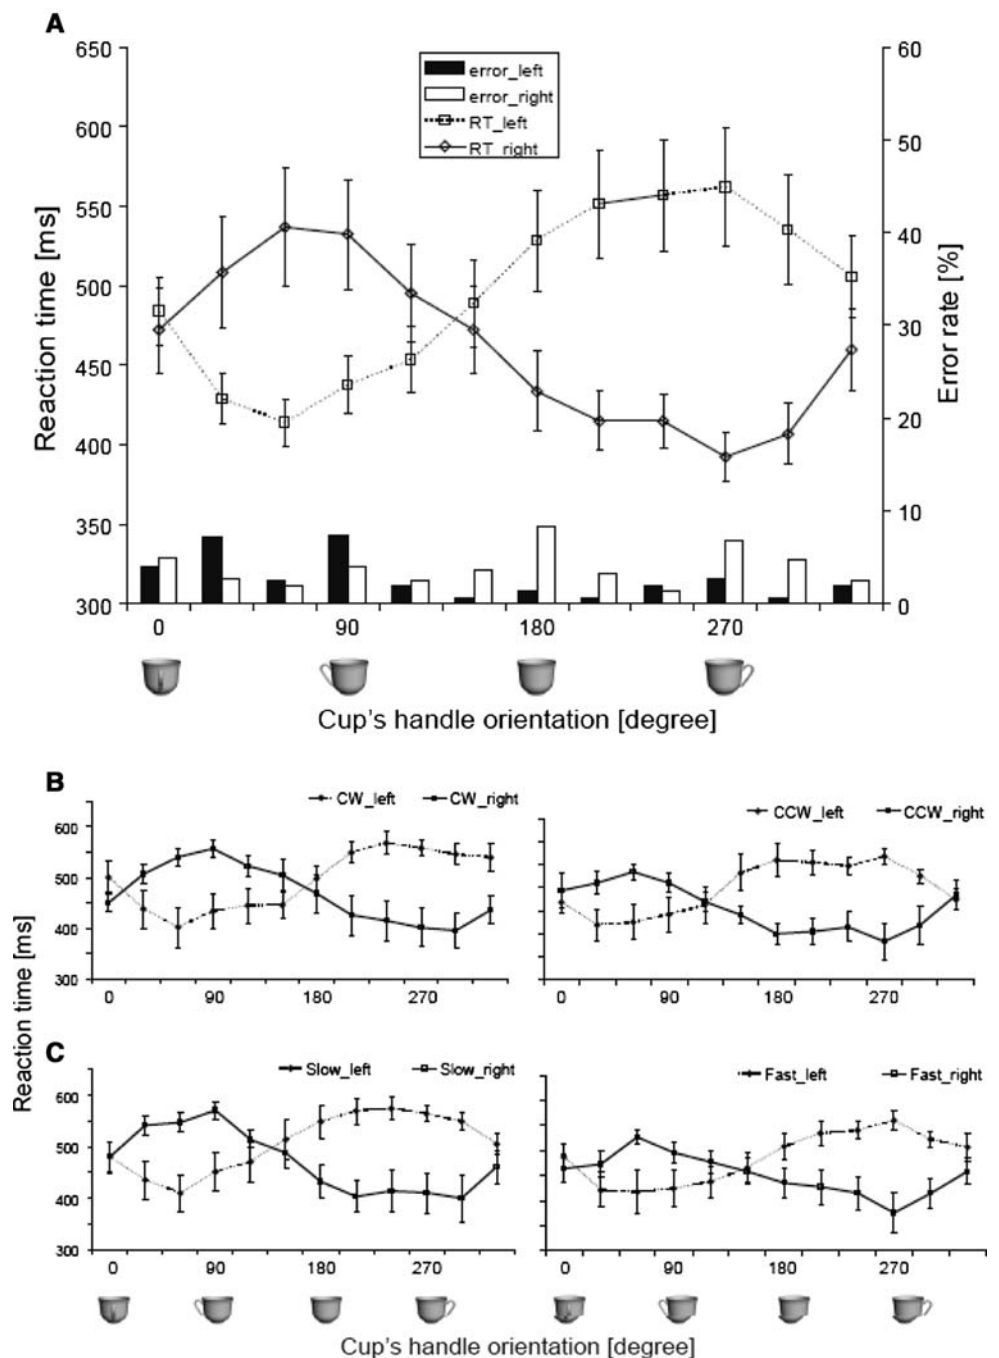 A
650
600
550
500
450
400
350
300
Reaction time [ms]
error_left
error_right
RT_left
RT_right
60
50
40
30
20
10
0
Error rate [%]
0 90 180 270
Cup's handle orientation [degree]
B
CW_left CW_right
600
500
400
300
0 90 180 270
CCW_left CCW_right
0 90 180 270
Reaction time [ms]
C
Slow_left Slow_right
600
500
400
300
0 90 180 270
Fast_left Fast_right
0 90 180 270
Cup's handle orientation [degree]